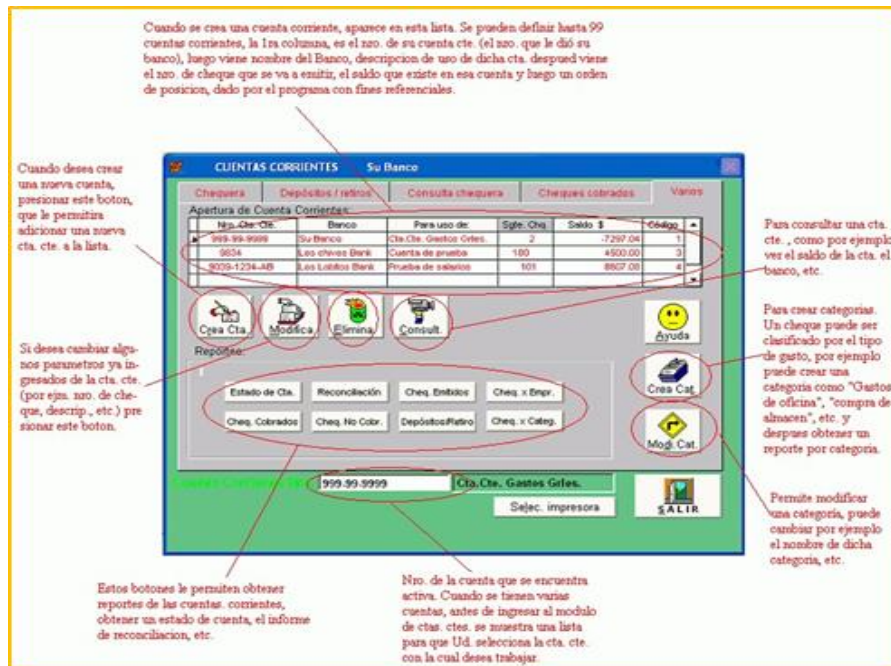 Cuando se crea una cuenta corriente, aparece en esta lista. Se pueden definir hasta 99
cuentas corrientes, la 1ra columna, es el nro. de su cuenta cte. (el nro. que le dió su
banco), luego viene nombre del Banco, descripcion de uso de dicha cta. despued viene
el nro. de cheque que se va a emitir, el saldo que existe en esa cuenta y luego un orden
de posicion, dado por el programa con fines referenciales.
Cuando desea crear
una nueva cuenta,
presionar este boton,
que le permitira
adicionar una nueva
cta. cte. a la lista.
CUENTAS CORRIENTES Su Banco
Chequera Depósitos / retiros Consulta chequera Cheques cobrados Varios
Apertura de Cuenta Corrientes:
Nro. Cte. Cte. Banco Para uso de: Sgte. Chq. Saldo $ Código
999-99-9999 Su Banco Cta.Cte. Gastos Grles. 2 -7297.04 1
9834 Los chivos Bank Cuenta de prueba 180 4500.00 3
9039-1234-AB Los Lobitos Bank Prueba de salarios 101 8607.08 4
Para consultar una cta.
cte. , como por ejemplo
ver el saldo de la cta. el
banco, etc.
Crea Cta. Modifica. Elimina. Consult. Ayuda
Si desea cambiar algu-
nos parametros ya in-
gresados de la cta. cte.
(por ejm. nro. de che-
que, descrip., etc.) pre
sionar este boton.
Reportes:
Estado de Cta. Reconciliación Cheq. Emitidos Cheq. x Empr.
Cheq. Cobrados Cheq. No Cobr. Depósitos/Retiro Cheq. x Categ.
Crea Cat.
Modi. Cat.
Para crear categorias.
Un cheque puede ser
clasificado por el tipo
de gasto, por ejemplo
puede crear una
categoria como "Gastos
de oficina", "compra de
almacen", etc. y
despues obtener un
reporte por categoria.
999-99-9999 Cta.Cte. Gastos Grles.
Selec. impresora
SALIR
Permite modificar
una categoría, puede
cambiar por ejemplo
el nombre de dicha
categoria, etc.
Estos botones le permiten obtener
reportes de las cuentas. corrientes,
obtener un estado de cuenta, el informe
de reconciliacion, etc.
Nro. de la cuenta que se encuentra
activa. Cuando se tienen varias
cuentas, antes de ingresar al modulo
de ctas. ctes. se muestra una lista
para que Ud. selecciona la cta. cte.
con la cual desea trabajar.